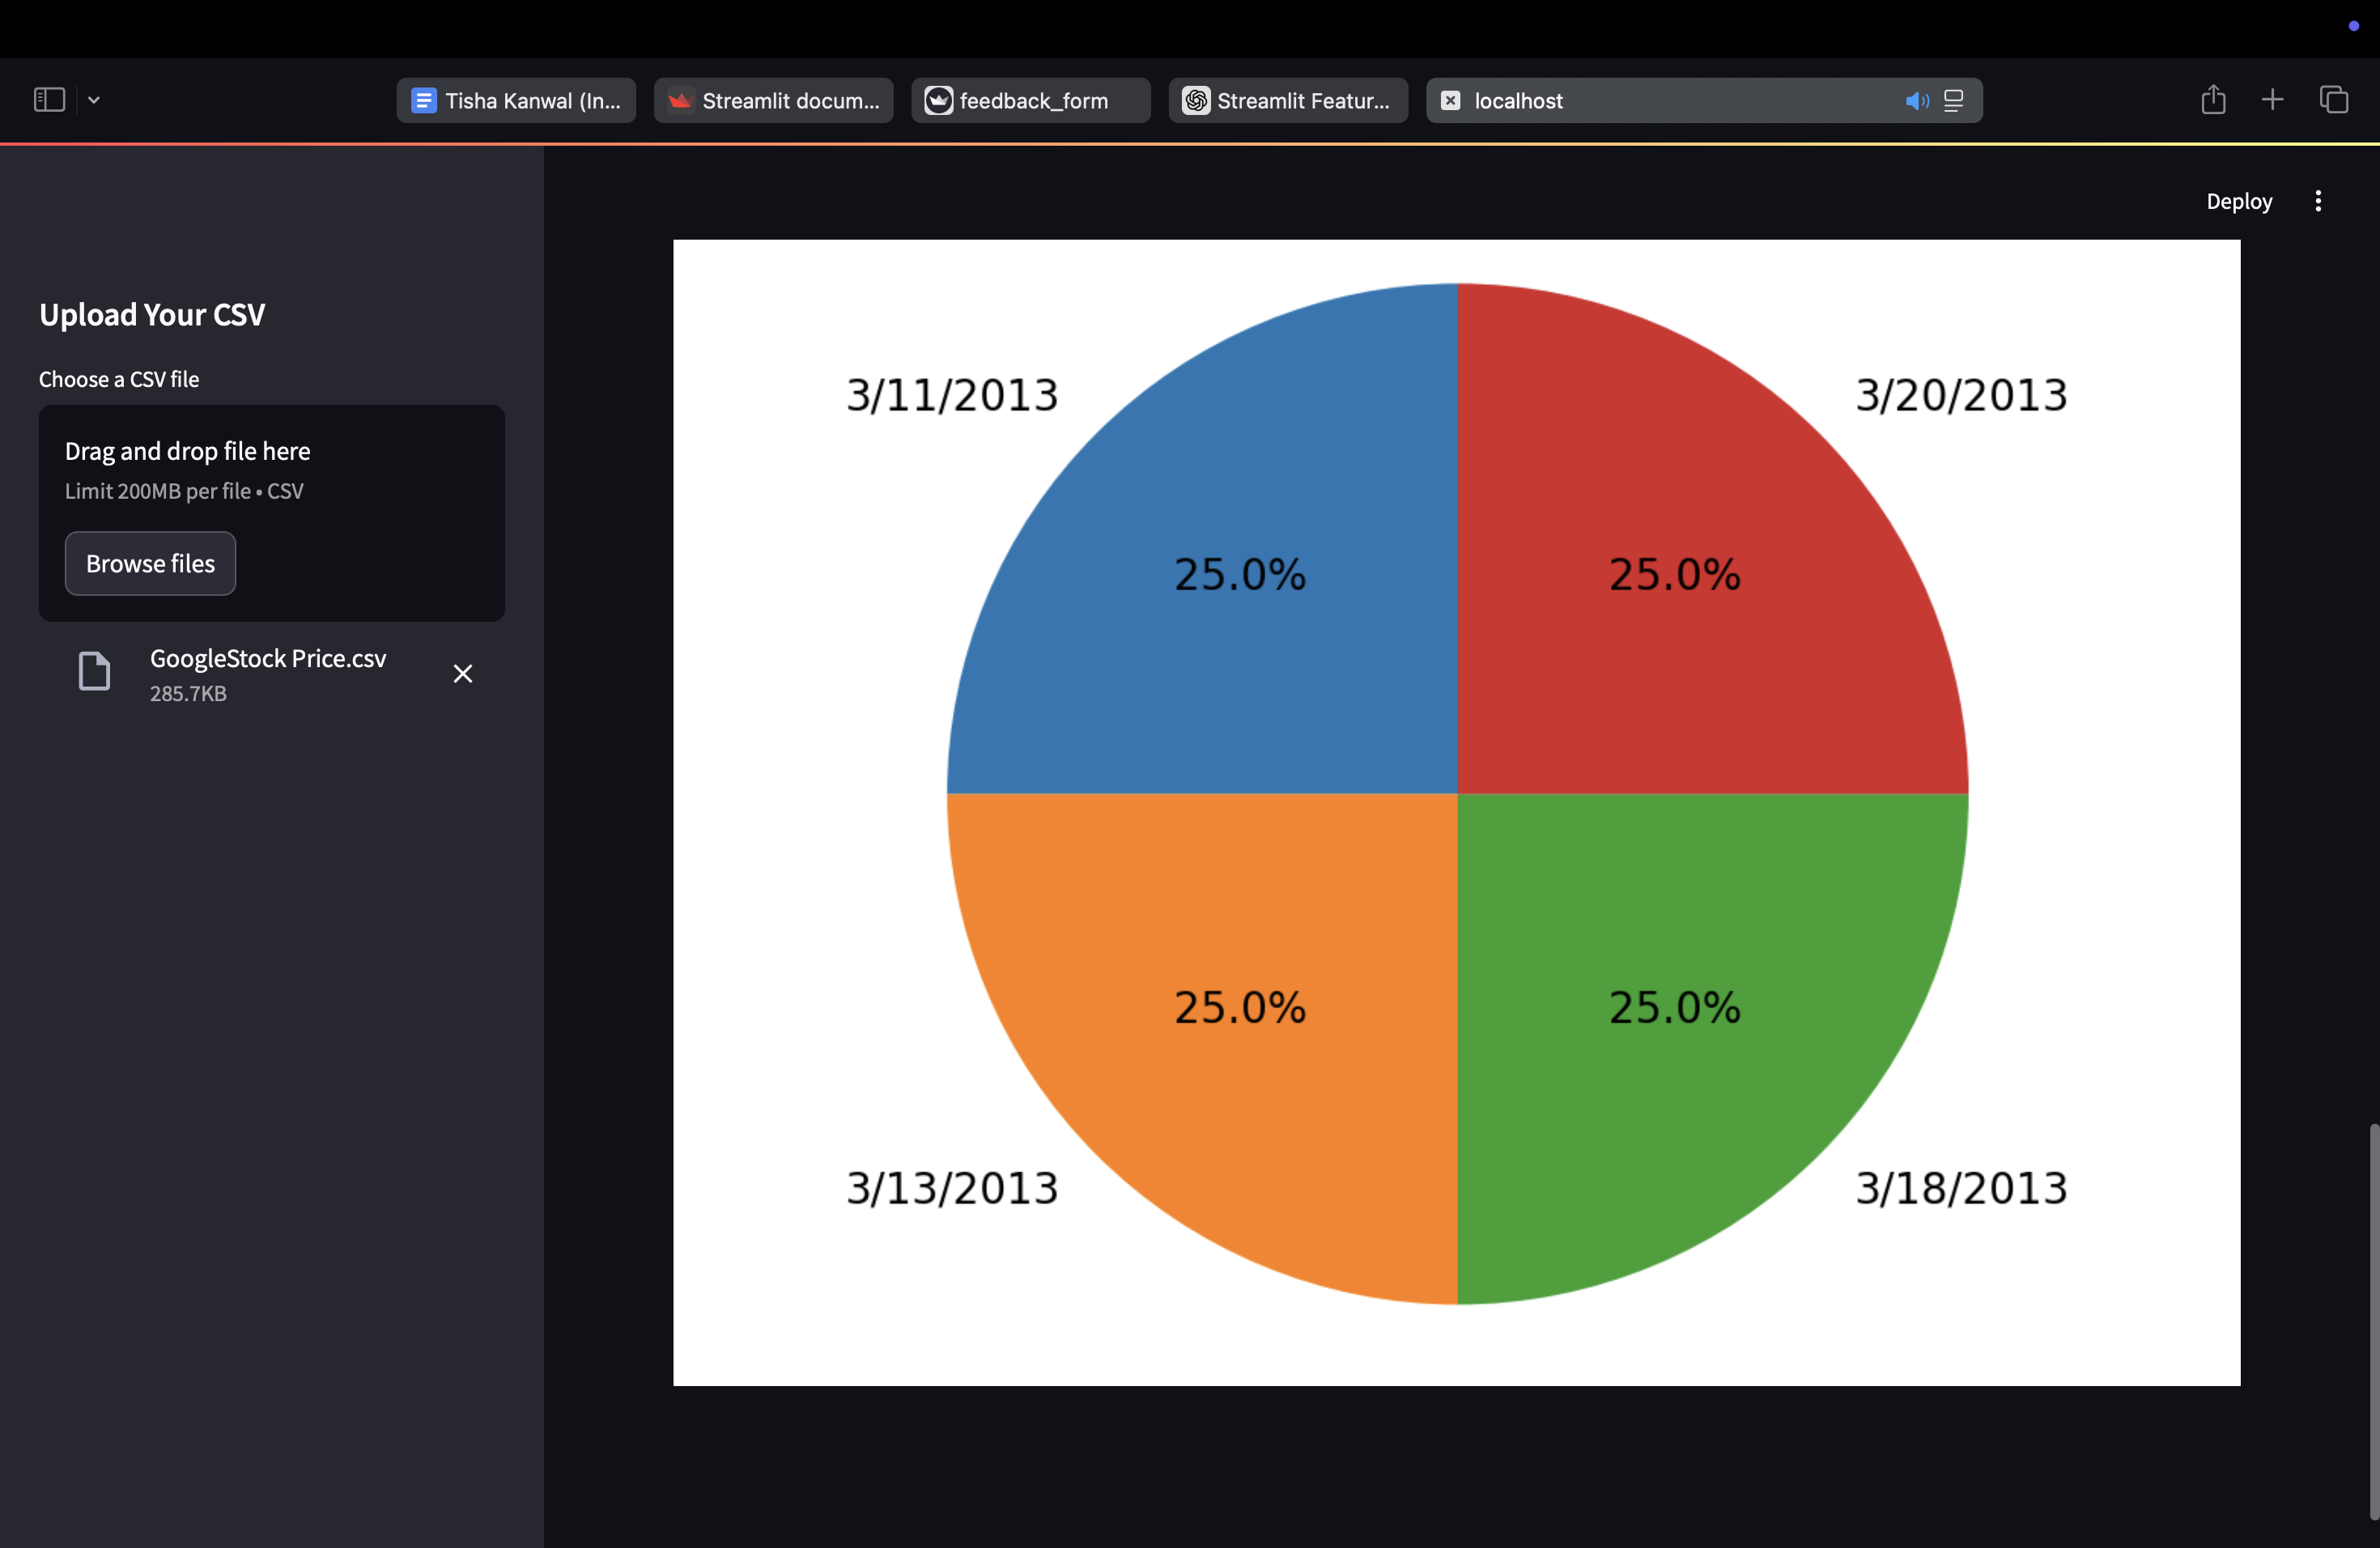 Tisha Kanwal (In...
Streamlit docum...
feedback_form
Streamlit Featur...
localhost
Deploy
Upload Your CSV
Choose a CSV file
Drag and drop file here
Limit 200MB per file • CSV
Browse files
GoogleStock Price.csv
285.7KB
3/11/2013
3/20/2013
25.0%
25.0%
25.0%
25.0%
3/13/2013
3/18/2013